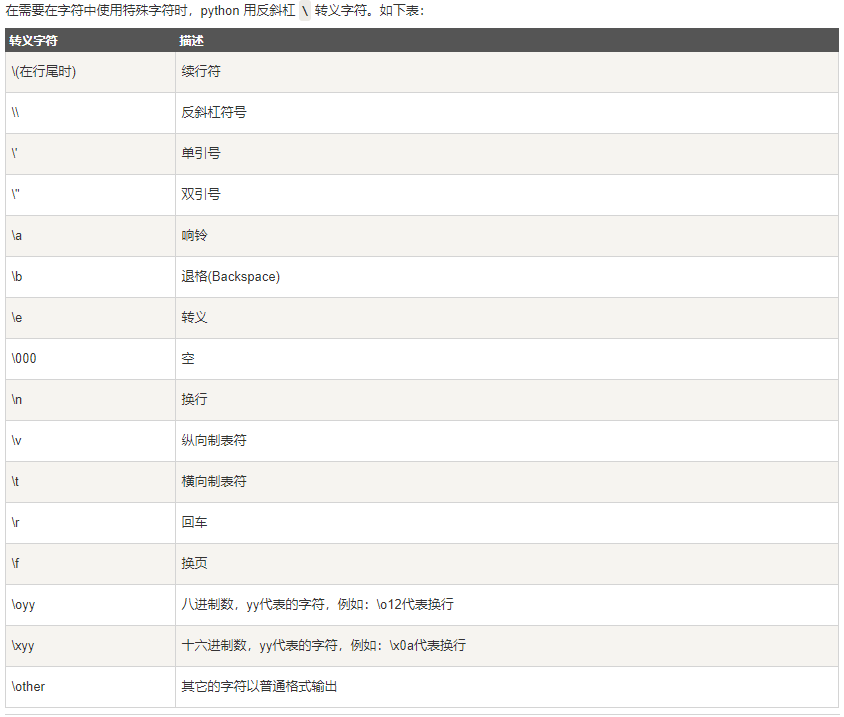 在需要在字符中使用特殊字符时，python 用反斜杠 \ 转义字符。如下表：
转义字符 描述
\(在行尾时) 续行符
\\ 反斜杠符号
\' 单引号
\" 双引号
\a 响铃
\b 退格(Backspace)
\e 转义
\000 空
\n 换行
\v 纵向制表符
\t 横向制表符
\r 回车
\f 换页
\oyy 八进制数，yy代表的字符，例如：\o12代表换行
\xyy 十六进制数，yy代表的字符，例如：\x0a代表换行
\other 其它的字符以普通格式输出